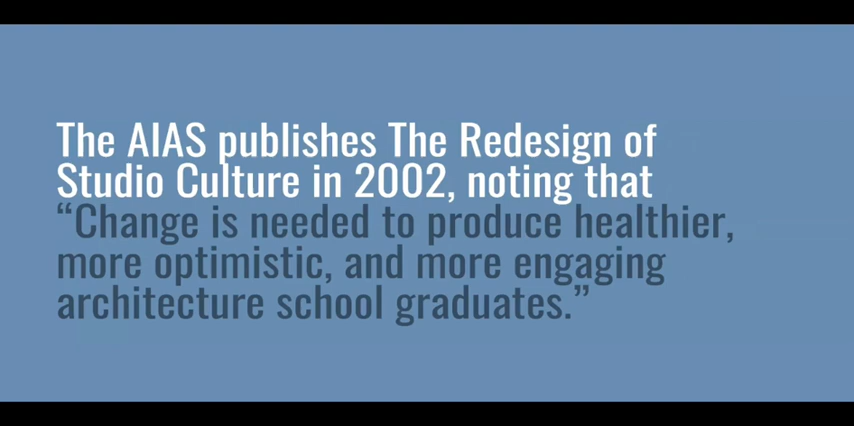 The AIAS publishes The Redesign of
Studio Culture in 2002, noting that
“Change is needed to produce healthier,
more optimistic, and more engaging
architecture school graduates.”